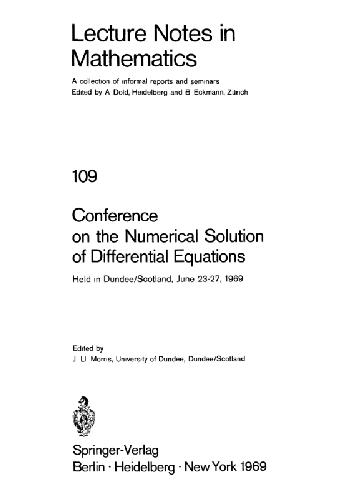 Lecture Notes in
Mathematics
A collection of informal reports and seminars
Edited by A. Dold, Heidelberg and B. Eckmann, Zürich
109
Conference
on the Numerical Solution
of Differential Equations
Held in Dundee/Scotland, June 23-27, 1969
Edited by
J. Ll. Morris, University of Dundee, Dundee/Scotland
Springer-Verlag
Berlin · Heidelberg · New York 1969